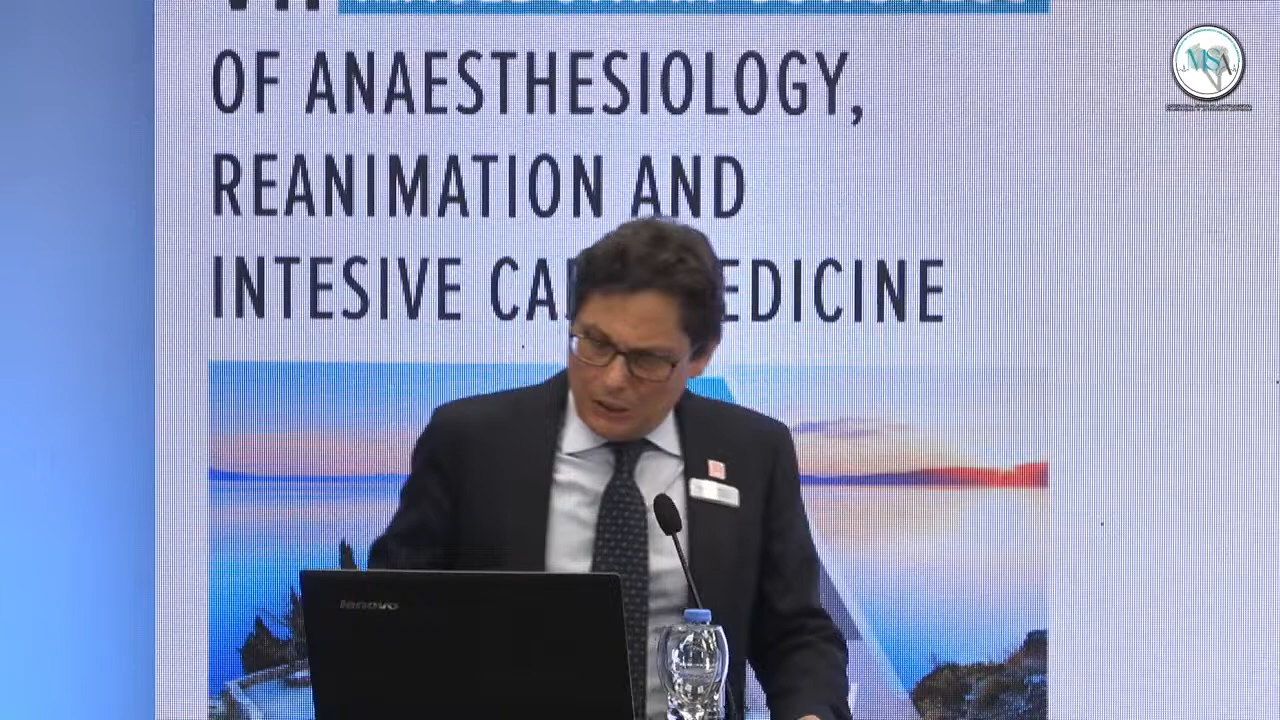 OF ANAESTHESIOLOGY,
REANIMATION AND
INTESIVE CA EDICINE
MSA
lenovo